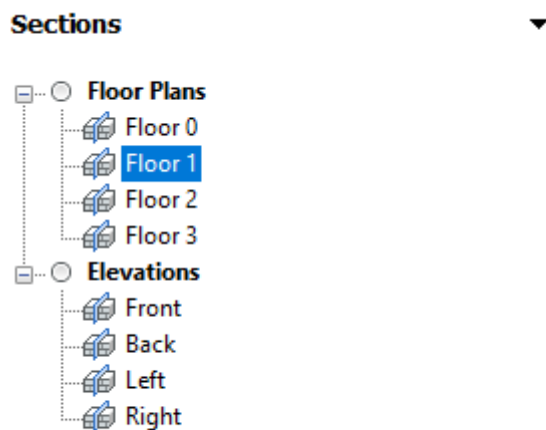 Sections
Floor Plans
Floor 0
Floor 1
Floor 2
Floor 3
Elevations
Front
Back
Left
Right